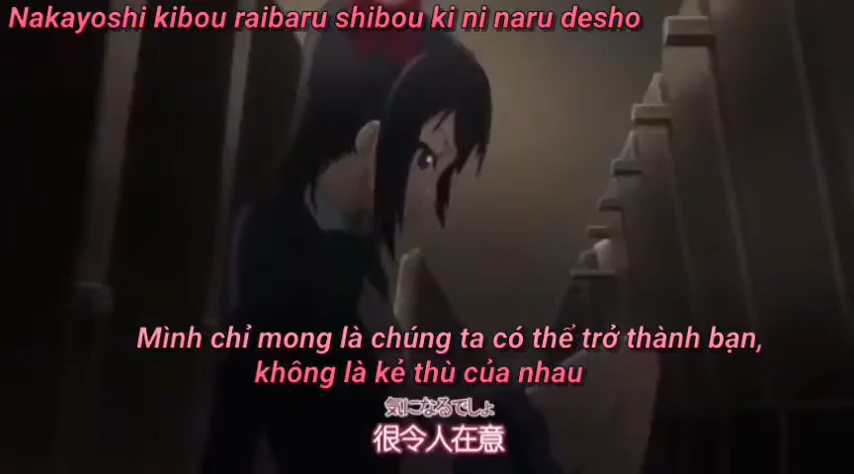 Nakayoshi kibou raibaru shibou ki ni naru desho
Mình chỉ mong là chúng ta có thể trở thành bạn,
không là kẻ thù của nhau
気になるでしょ
很令人在意